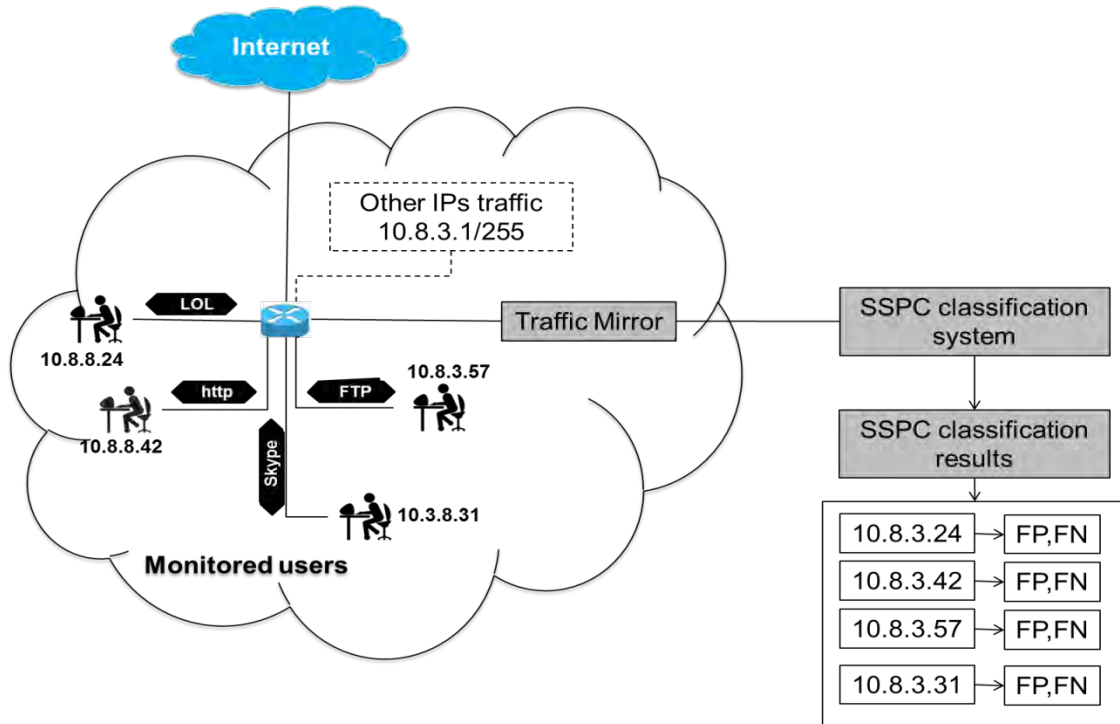 Internet
Other IPs traffic
10.8.3.1/255
LOL
10.8.8.24
http
10.8.8.42
10.8.3.57
FTP
Skype
10.3.8.31
Monitored users
Traffic Mirror
SSPC classification
system
SSPC classification
results
10.8.3.24
FP,FN
10.8.3.42
FP,FN
10.8.3.57
FP,FN
10.8.3.31
FP,FN